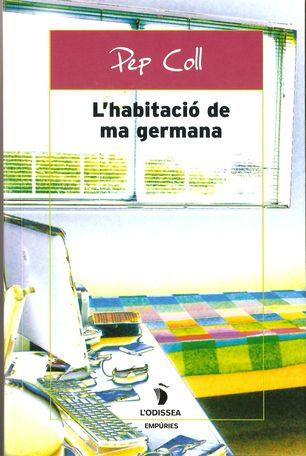 Pep Coll
L'habitació de
ma germana
L'ODISSEA
EMPÚRIES